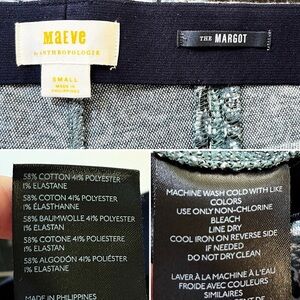 MAEVE
by ANTHROPOLOGIE
SMALL
MADE IN
PHILIPPINES
THE MARGOT
58% COTTON 41% POLYESTER
1% ELASTANE
58% COTON 41% POLYESTER
1% ÉLASTHANNE
58% BAUMWOLLE 41% POLYESTER
1% ELASTAN
58% COTONE 41% POLIESTERE
1% ELASTANE
58% ALGODÓN 41% POLIÉSTER
1% ELASTANO
MADE IN PHILIPPINES
MACHINE WASH COLD WITH LIKE
COLORS
USE ONLY NON-CHLORINE
BLEACH
LINE DRY
COOL IRON ON REVERSE SIDE
IF NEEDED
DO NOT DRY CLEAN
LAVER À LA MACHINE À L'EAU
FROIDE AVEC COULEURS
SIMILAIRES